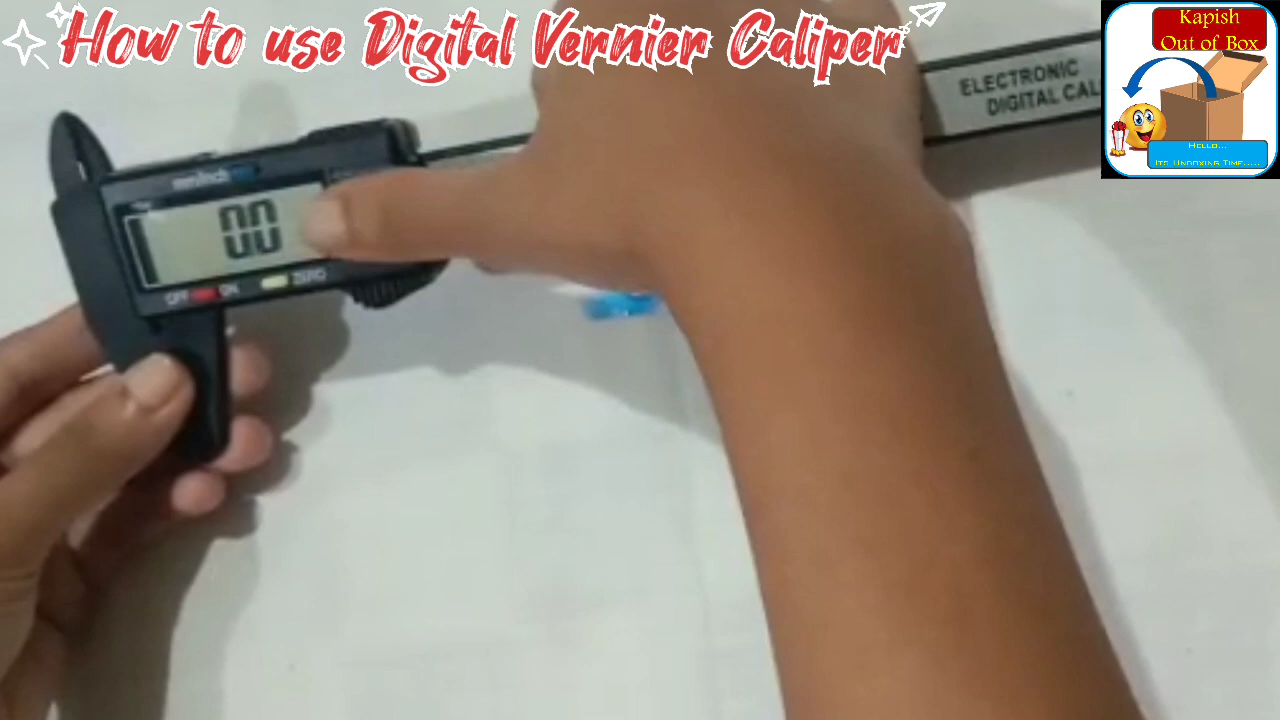 How to use Digital Vernier Caliper
Kapish
Out of Box
Hello...
Its Unboxing Time.....
ELECTRONIC
DIGITAL CAL
00
OFF ON ZERO